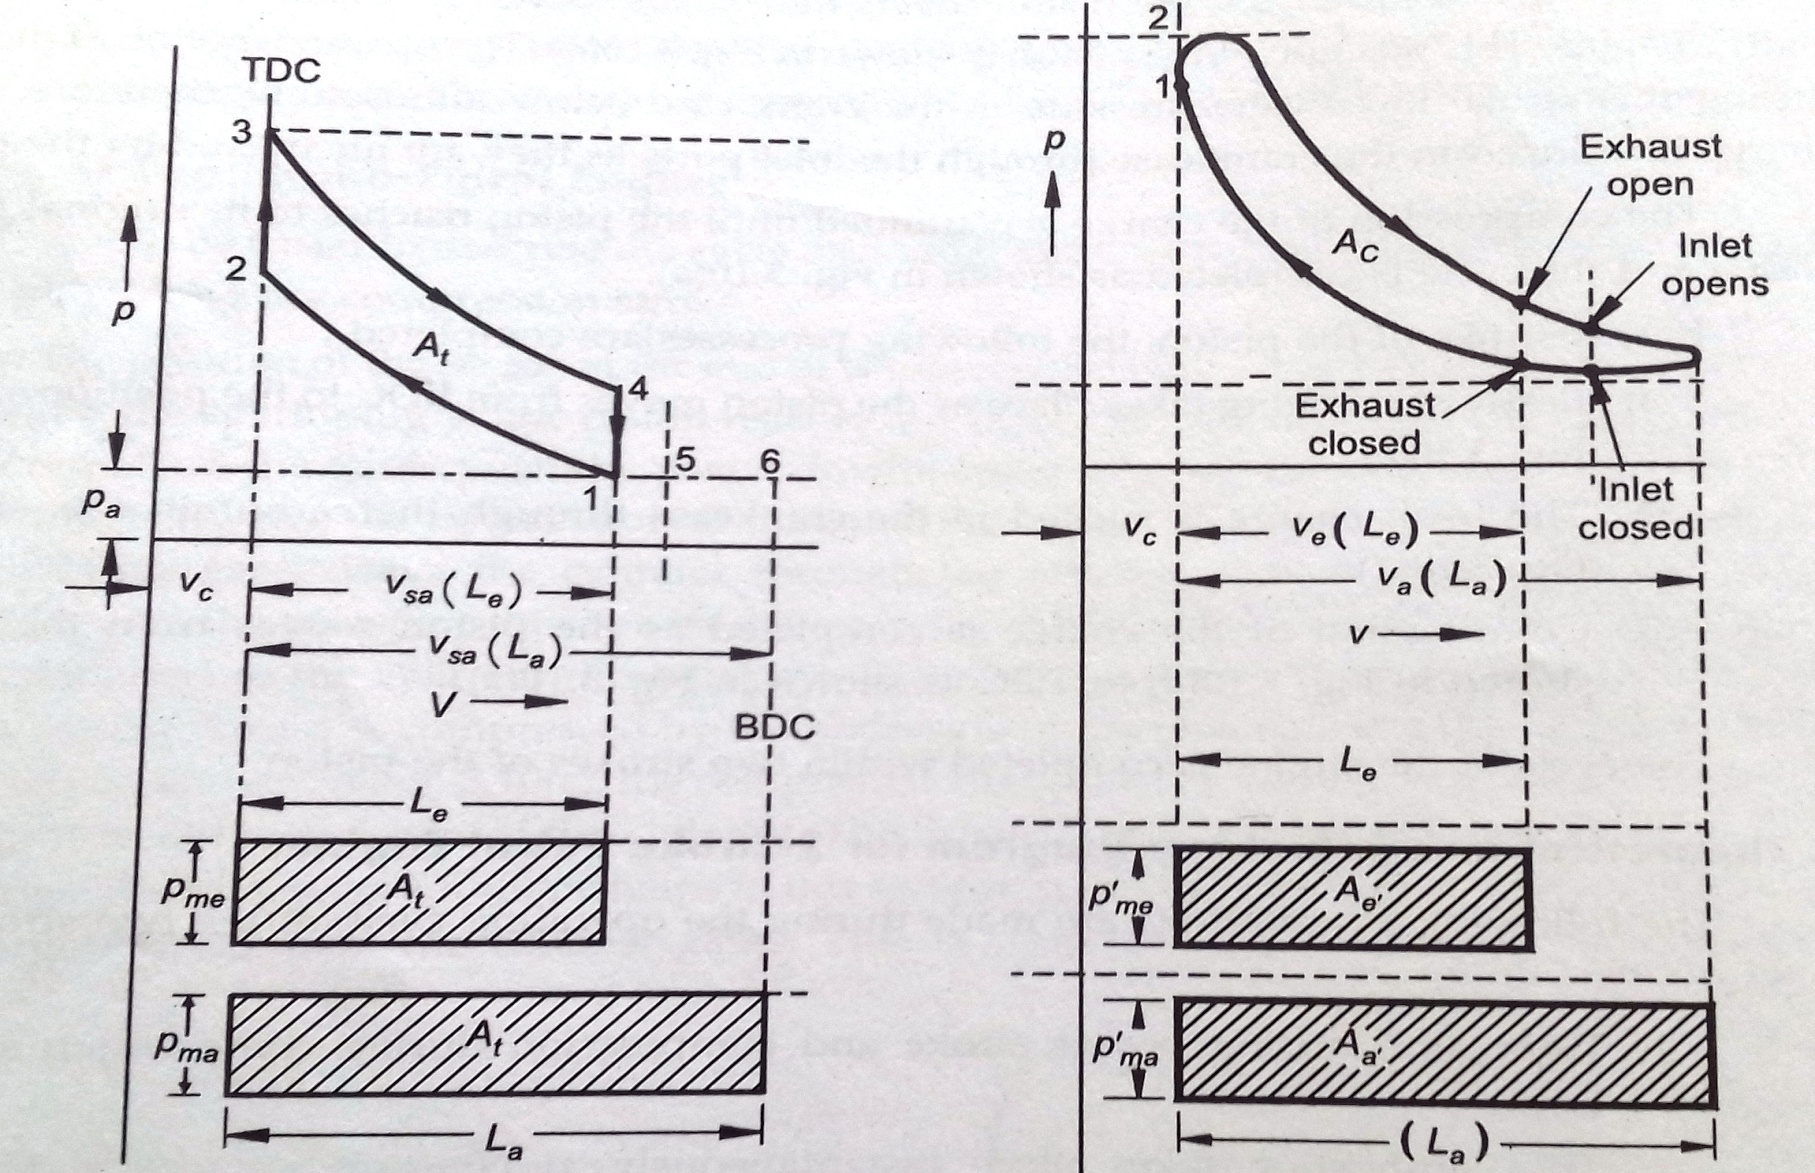 TDC
3
2
p
A_t
4
5
6
1
p_a
v_c
v_sa (L_e)
v_sa (L_a)
V
BDC
L_e
p_me
A_t
p_ma
A_t
L_a
2
1
p
Exhaust
open
A_C
Inlet
opens
Exhaust
closed
Inlet
closed
v_c
v_e (L_e)
v_a (L_a)
v
L_e
p'_me
A_e'
p'_ma
A_a'
(L_a)